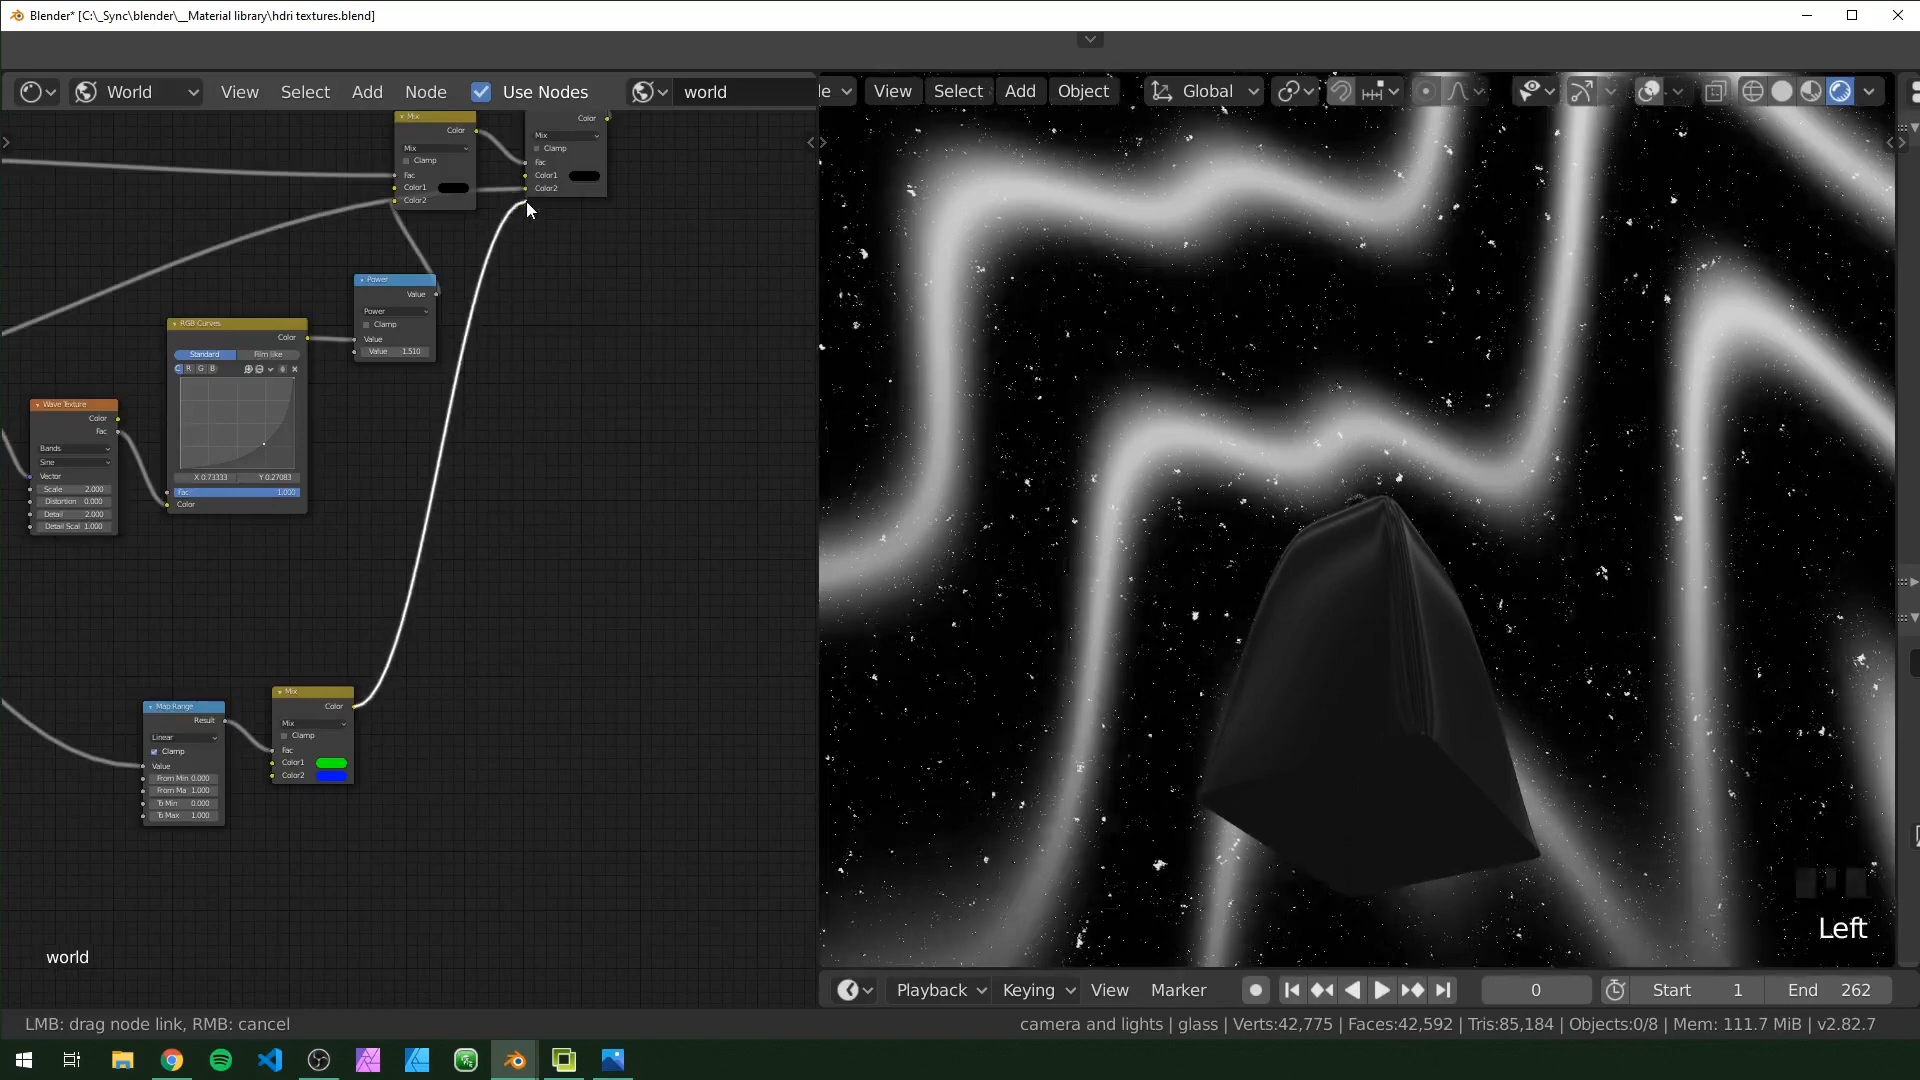 Blender* [C:\_Sync\blender\__Material library\hdri textures.blend]
World View Select Add Node Use Nodes world
le View Select Add Object Global
Mix
Color
Mix
Clamp
Fac
Color1
Color2
Color
Mix
Clamp
Fac
Color1
Color2
Power
Value
Power
Clamp
Value
Value 1.510
RGB Curves
Color
Standard Film like
C R G B
X 0.73333 Y 0.27083
Fac 1.000
Color
Wave Texture
Color
Fac
Bands
Sine
Vector
Scale 2.000
Distortion 0.000
Detail 2.000
Detail Scal 1.000
Map Range
Result
Linear
Clamp
Value
From Min 0.000
From Ma 1.000
To Min 0.000
To Max 1.000
Mix
Color
Mix
Clamp
Fac
Color1
Color2
world
Left
Playback Keying View Marker 0 Start 1 End 262
LMB: drag node link, RMB: cancel
camera and lights | glass | Verts:42,775 | Faces:42,592 | Tris:85,184 | Objects:0/8 | Mem: 111.7 MiB | v2.82.7